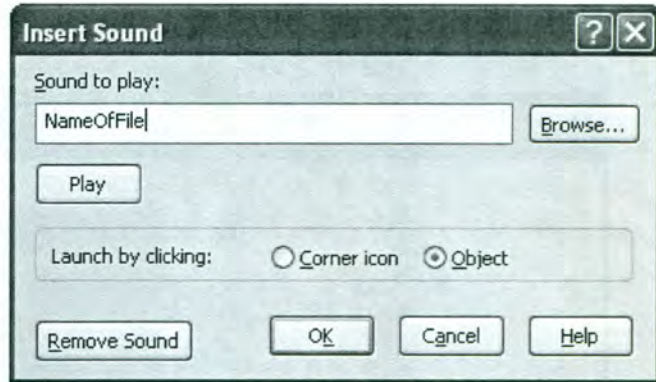 Insert Sound
Sound to play:
NameOfFile
Browse...
Play
Launch by clicking: Corner icon Object
Remove Sound OK Cancel Help